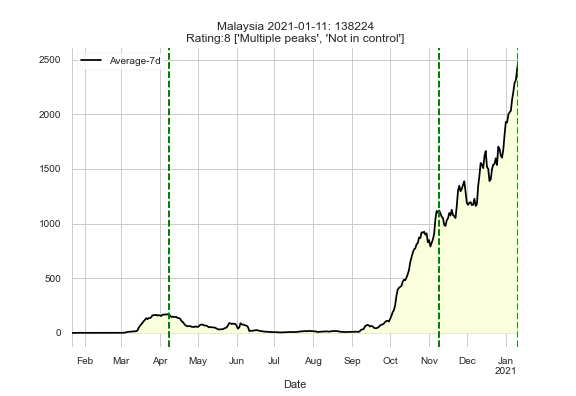 Malaysia 2021-01-11: 138224
Rating:8 ['Multiple peaks', 'Not in control']
Average-7d
2500
2000
1500
1000
500
0
Feb Mar Apr May Jun Jul Aug Sep Oct Nov Dec Jan
2021
Date